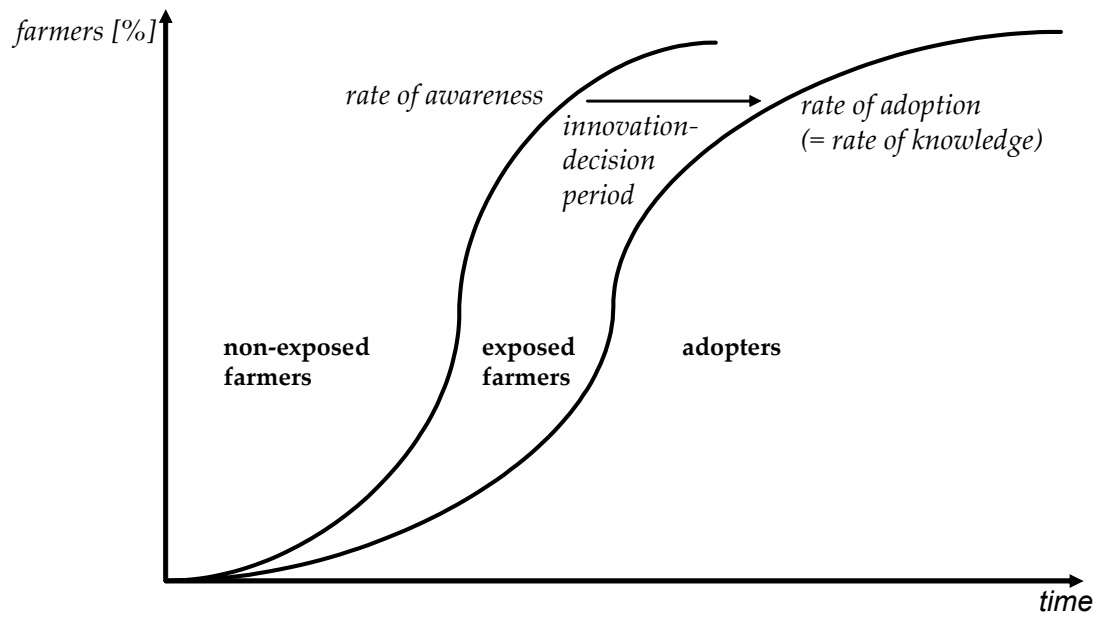 farmers [%]
rate of awareness
innovation-
decision
period
rate of adoption
(= rate of knowledge)
non-exposed
farmers
exposed
farmers
adopters
time